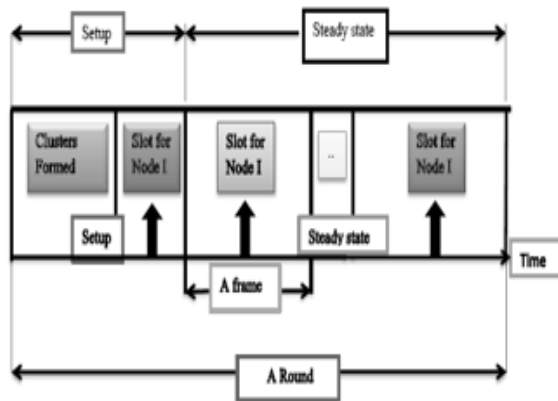 Setup
Steady state
Clusters
Formed
Slot for
Node I
Slot for
Node I
..
Slot for
Node I
Setup
Steady state
Time
A frame
A Round